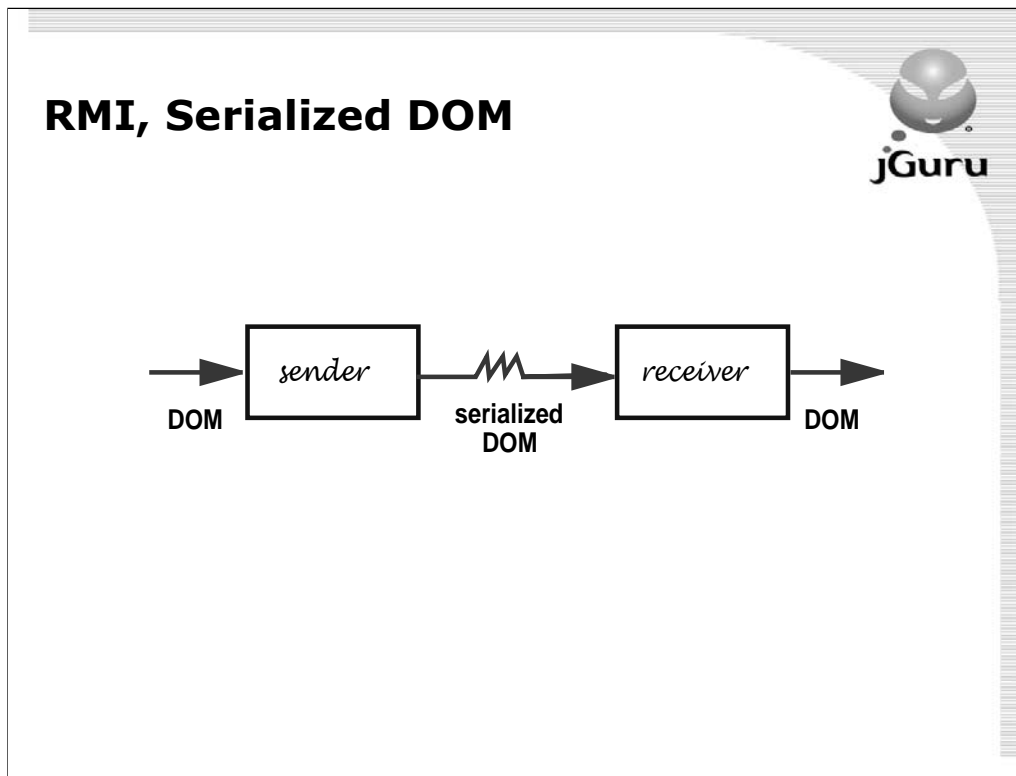 RMI, Serialized DOM
jGuru
sender
receiver
DOM
serialized
DOM
DOM